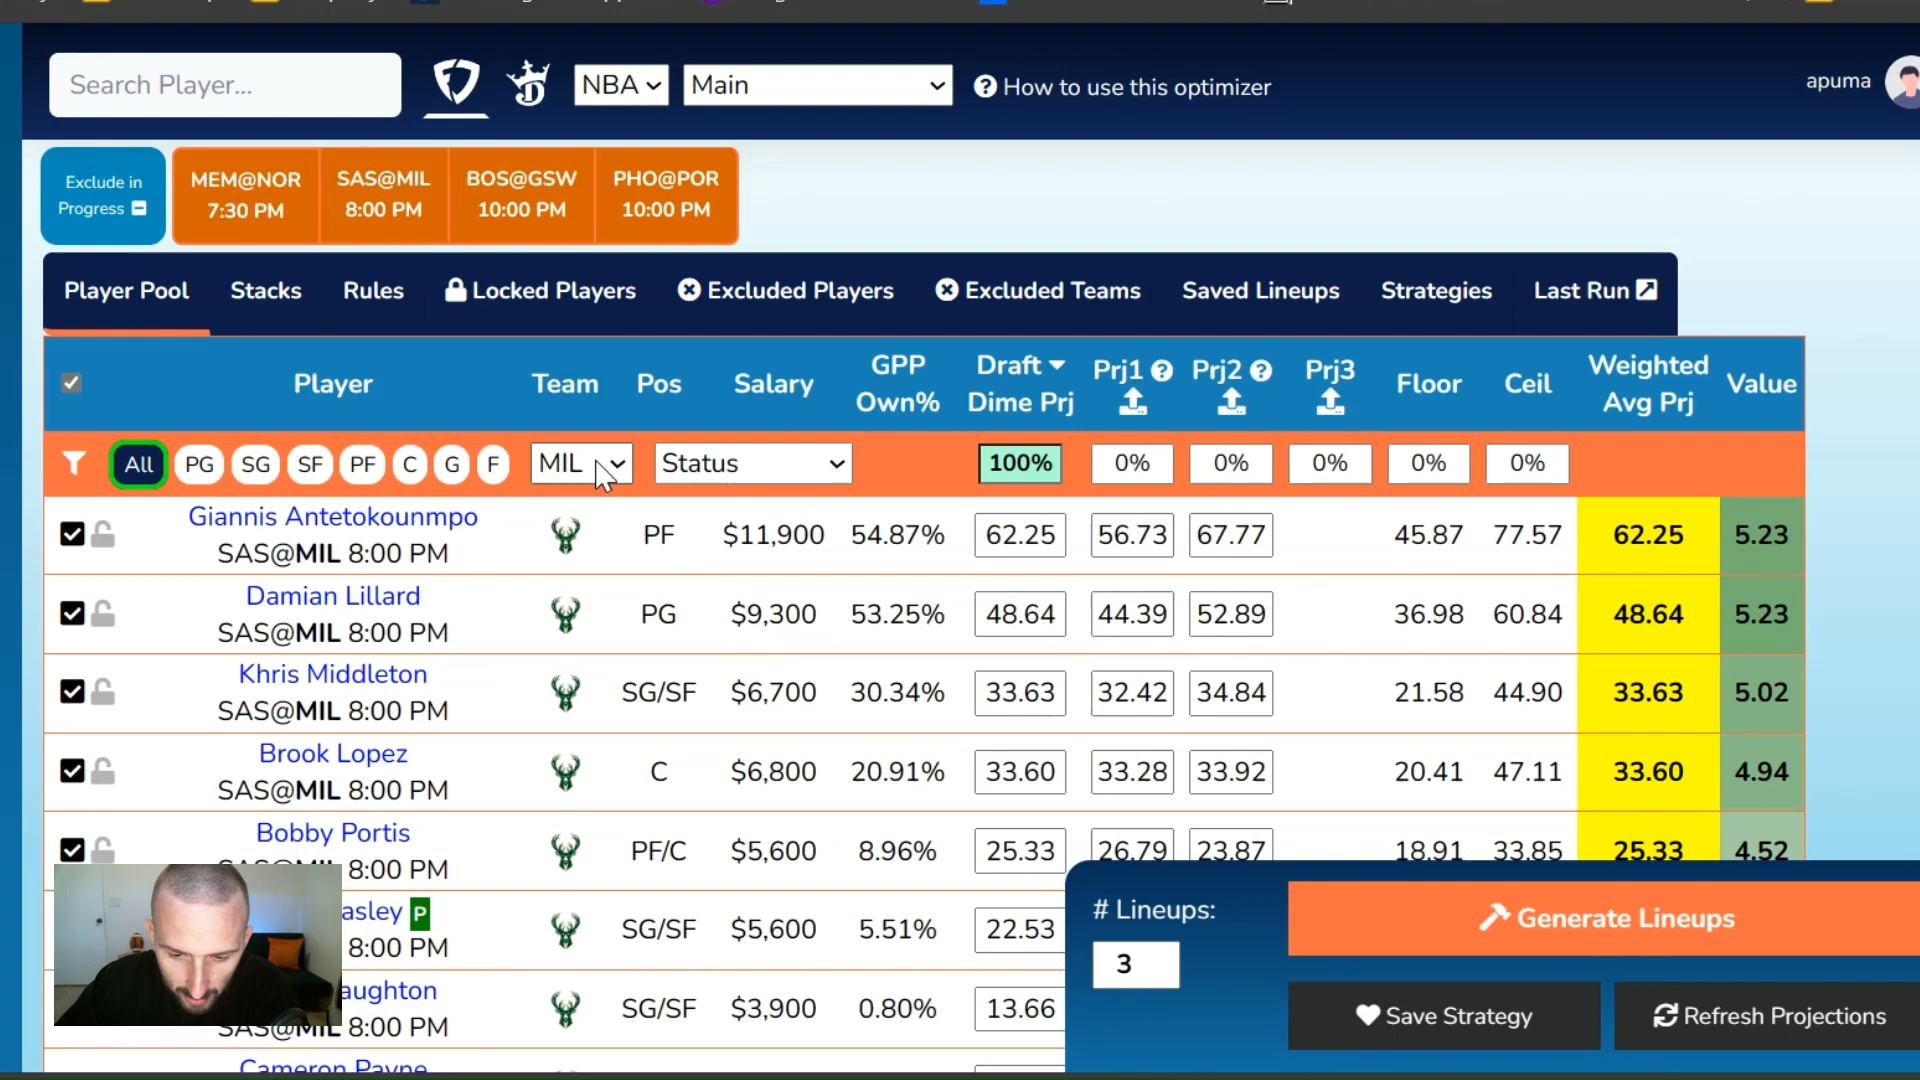 Search Player...
NBA
Main
How to use this optimizer
apuma
Exclude in
Progress
MEM@NOR
7:30 PM
SAS@MIL
8:00 PM
BOS@GSW
10:00 PM
PHO@POR
10:00 PM
Player Pool
Stacks
Rules
Locked Players
Excluded Players
Excluded Teams
Saved Lineups
Strategies
Last Run
Player
Team
Pos
Salary
GPP
Own%
Draft
Dime Prj
Prj1
Prj2
Prj3
Floor
Ceil
Weighted
Avg Prj
Value
All PG SG SF PF C G F MIL Status 100% 0% 0% 0% 0% 0%
Giannis Antetokounmpo
SAS@MIL 8:00 PM
PF $11,900 54.87% 62.25 56.73 67.77 45.87 77.57 62.25 5.23
Damian Lillard
SAS@MIL 8:00 PM
PG $9,300 53.25% 48.64 44.39 52.89 36.98 60.84 48.64 5.23
Khris Middleton
SAS@MIL 8:00 PM
SG/SF $6,700 30.34% 33.63 32.42 34.84 21.58 44.90 33.63 5.02
Brook Lopez
SAS@MIL 8:00 PM
C $6,800 20.91% 33.60 33.28 33.92 20.41 47.11 33.60 4.94
Bobby Portis
SAS@MIL 8:00 PM
PF/C $5,600 8.96% 25.33 26.79 23.87 18.91 33.85 25.33 4.52
asley P
8:00 PM
SG/SF $5,600 5.51% 22.53
aughton
SAS@MIL 8:00 PM
SG/SF $3,900 0.80% 13.66
Cameron Payne
# Lineups:
3
Generate Lineups
Save Strategy
Refresh Projections